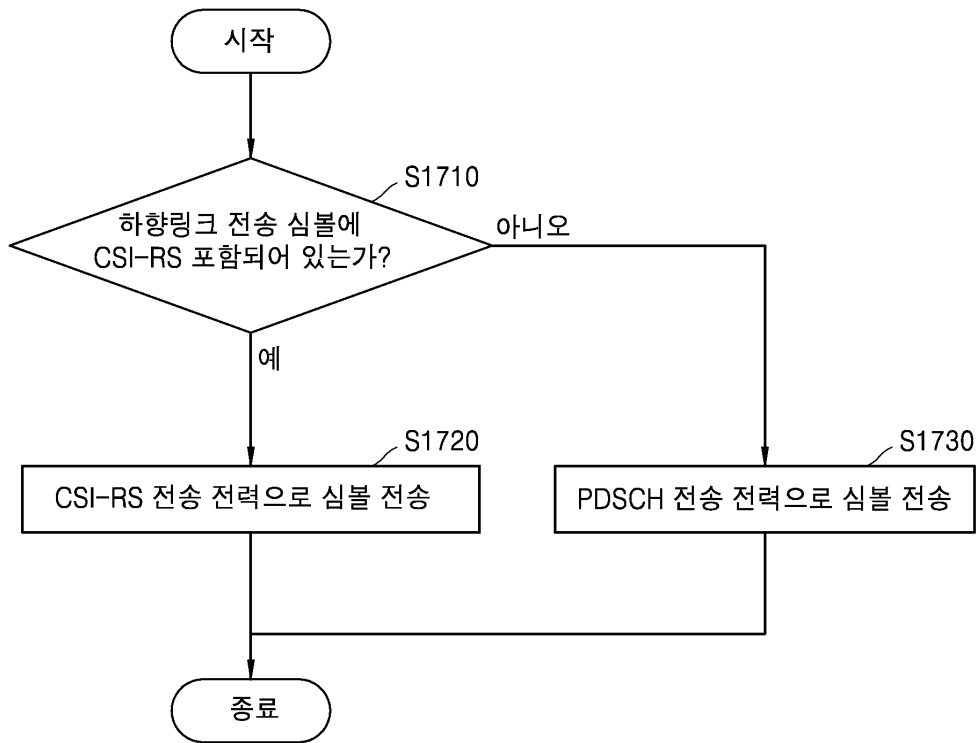 시작
S1710
하향링크 전송 심볼에
CSI-RS 포함되어 있는가?
아니오
예
S1720
S1730
CSI-RS 전송 전력으로 심볼 전송
PDSCH 전송 전력으로 심볼 전송
종료